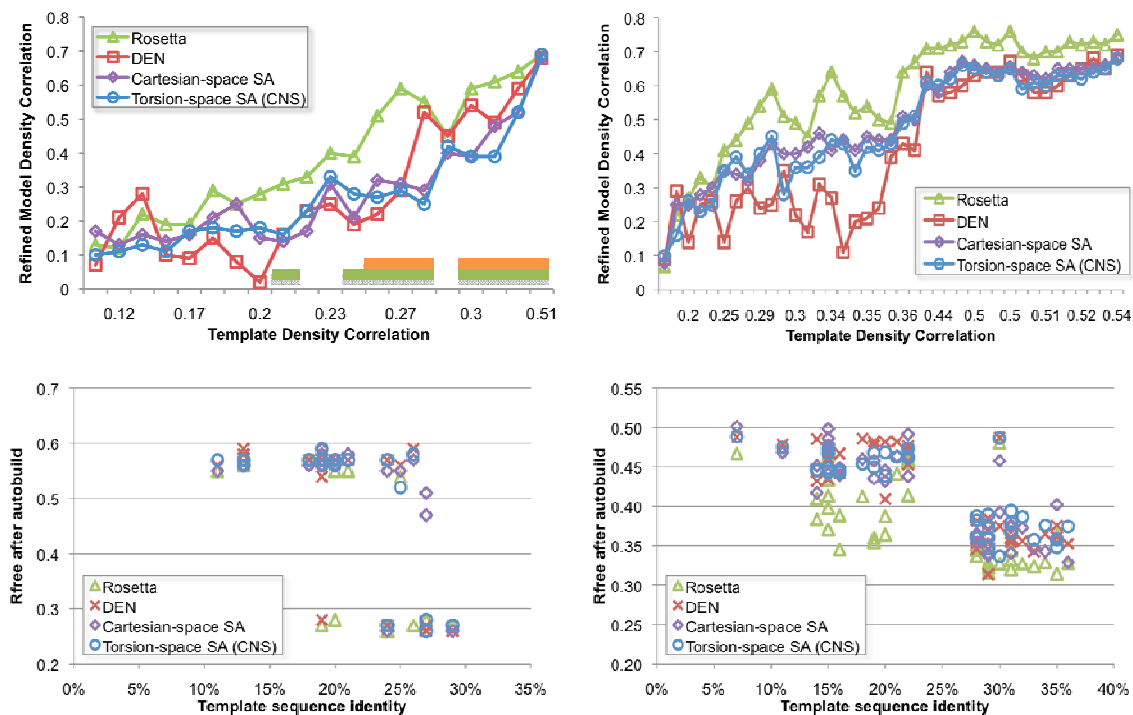 0.8
0.7
0.6
0.5
0.4
0.3
0.2
0.1
0
Refined Model Density Correlation
Rosetta
DEN
Cartesian-space SA
Torsion-space SA (CNS)
0.12 0.17 0.2 0.23 0.27 0.3 0.51
Template Density Correlation
0.8
0.7
0.6
0.5
0.4
0.3
0.2
0.1
0
Refined Model Density Correlation
Rosetta
DEN
Cartesian-space SA
Torsion-space SA (CNS)
0.2 0.25 0.29 0.3 0.34 0.35 0.36 0.44 0.5 0.5 0.51 0.52 0.54
Template Density Correlation
0.7
0.6
0.5
0.4
0.3
0.2
Rfree after autobuild
Rosetta
DEN
Cartesian-space SA
Torsion-space SA (CNS)
0% 5% 10% 15% 20% 25% 30% 35%
Template sequence identity
0.55
0.50
0.45
0.40
0.35
0.30
0.25
0.20
Rfree after autobuild
Rosetta
DEN
Cartesian-space SA
Torsion-space SA (CNS)
0% 5% 10% 15% 20% 25% 30% 35% 40%
Template sequence identity